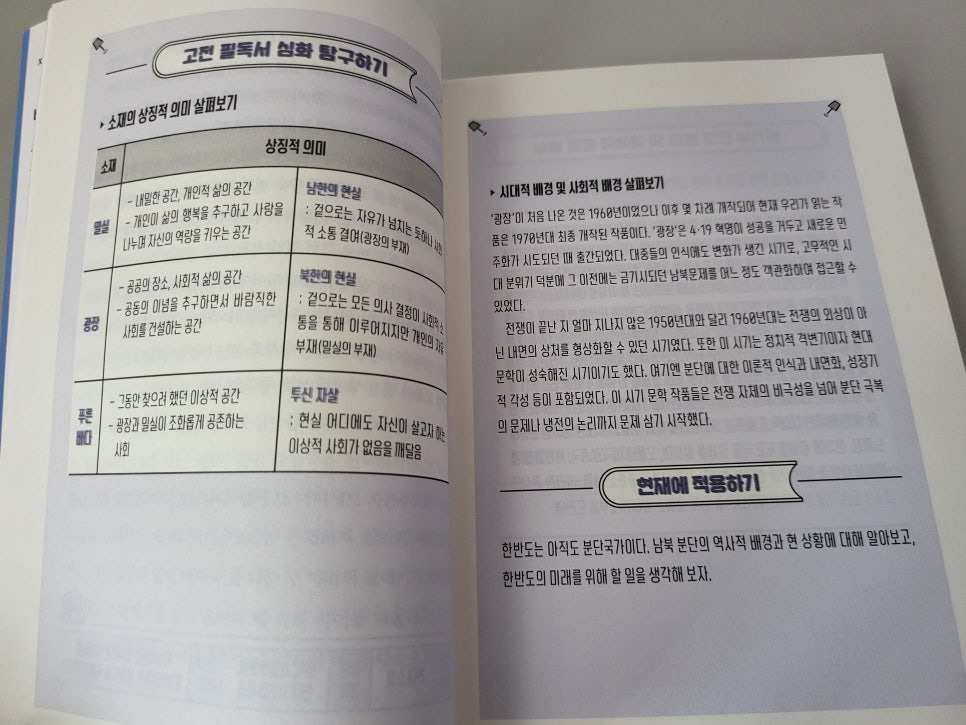 고전 필독서 심화 탐구하기
▸ 소재의 상징적 의미 살펴보기
소재
상징적 의미
밀실
- 내밀한 공간, 개인적 삶의 공간
- 개인이 삶의 행복을 추구하고 사랑을
나누며 자신의 역량을 키우는 공간
남한의 현실
: 겉으로는 자유가 넘치는 듯하나 사회
적 소통 결여(광장의 부재)
광장
- 공공의 장소, 사회적 삶의 공간
- 공동의 이념을 추구하면서 바람직한
사회를 건설하는 공간
북한의 현실
: 겉으로는 모든 의사 결정이 사회적 소
통을 통해 이루어지지만 개인의 자유
부재(밀실의 부재)
푸른
바다
- 그동안 찾으려 했던 이상적 공간
- 광장과 밀실이 조화롭게 공존하는
사회
투신 자살
: 현실 어디에도 자신이 살고자 하는
이상적 사회가 없음을 깨달음
▸ 시대적 배경 및 사회적 배경 살펴보기
'광장'이 처음 나온 것은 1960년이었으나 이후 몇 차례 개작되어 현재 우리가 읽는 작
품은 1970년대 최종 개작된 작품이다. '광장'은 4·19 혁명이 성공을 거두고 새로운 민
주화가 시도되던 때 출간되었다. 대중들의 인식에도 변화가 생긴 시기로, 고무적인 시
대 분위기 덕분에 그 이전에는 금기시되던 남북문제를 어느 정도 객관화하여 접근할 수
있었다.
전쟁이 끝난 지 얼마 지나지 않은 1950년대와 달리 1960년대는 전쟁의 외상이 아
닌 내면의 상처를 형상화할 수 있던 시기였다. 또한 이 시기는 정치적 격변기이자 현대
문학이 성숙해진 시기이기도 했다. 여기엔 분단에 대한 이론적 인식과 내면화, 성장기
적 각성 등이 포함되었다. 이 시기 문학 작품들은 전쟁 자체의 비극성을 넘어 분단 극복
의 문제나 냉전의 논리까지 문제 삼기 시작했다.
현재에 적용하기
한반도는 아직도 분단국가이다. 남북 분단의 역사적 배경과 현 상황에 대해 알아보고,
한반도의 미래를 위해 할 일을 생각해 보자.